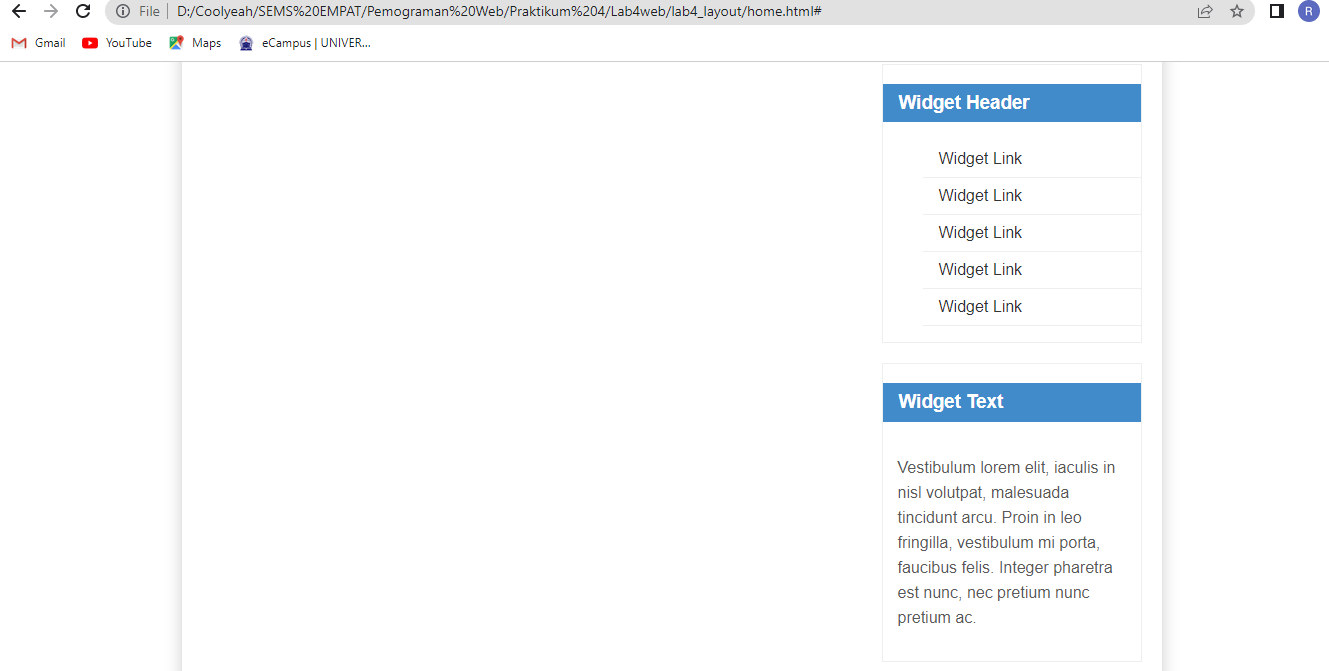 File D:/Coolyeah/SEMS%20EMPAT/Pemograman%20Web/Praktikum%204/Lab4web/lab4_layout/home.html# R
Gmail YouTube Maps eCampus | UNIVER...
Widget Header
Widget Link
Widget Link
Widget Link
Widget Link
Widget Link
Widget Text
Vestibulum lorem elit, iaculis in
nisl volutpat, malesuada
tincidunt arcu. Proin in leo
fringilla, vestibulum mi porta,
faucibus felis. Integer pharetra
est nunc, nec pretium nunc
pretium ac.